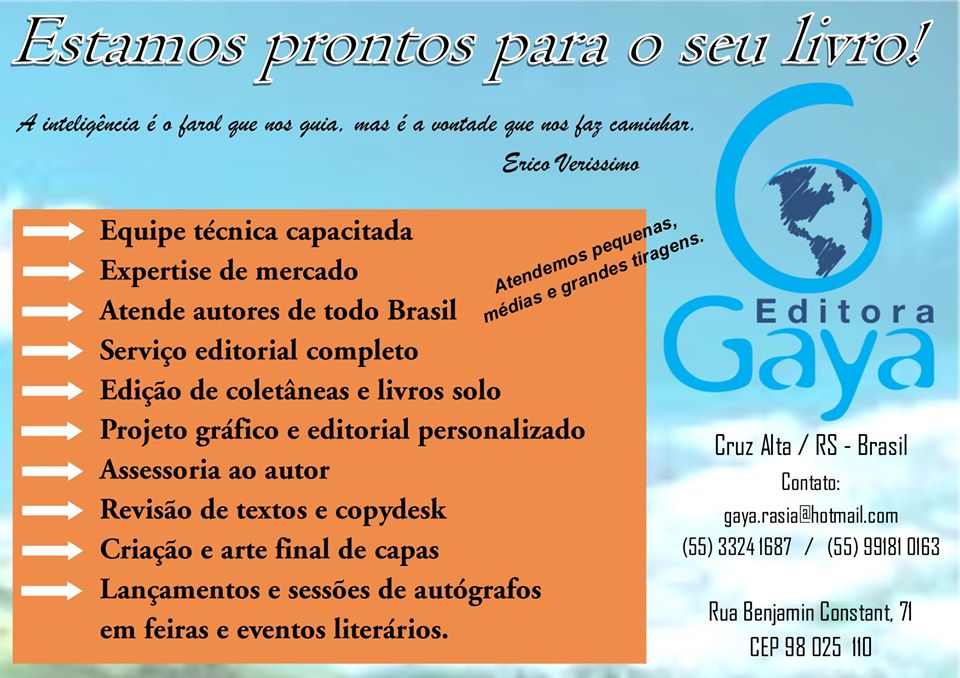 Estamos prontos para o seu livro!
A inteligência é o farol que nos guia, mas é a vontade que nos faz caminhar.
Erico Verissimo
Equipe técnica capacitada
Expertise de mercado
Atende autores de todo Brasil
Serviço editorial completo
Edição de coletâneas e livros solo
Projeto gráfico e editorial personalizado
Assessoria ao autor
Revisão de textos e copydesk
Criação e arte final de capas
Lançamentos e sessões de autógrafos
em feiras e eventos literários.
Atendemos pequenas,
médias e grandes tiragens.
Editora
Gaya
Cruz Alta / RS - Brasil
Contato:
gaya.rasia@hotmail.com
(55) 3324 1687 / (55) 99181 0163
Rua Benjamin Constant, 71
CEP 98 025 110